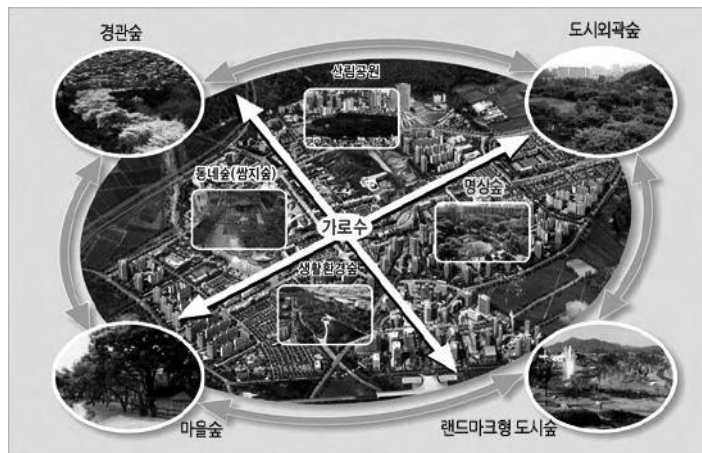 경관숲
도시외곽숲
산림공원
동네숲(쌈지숲)
명상숲
가로수
생활환경숲
마을숲
랜드마크형 도시숲